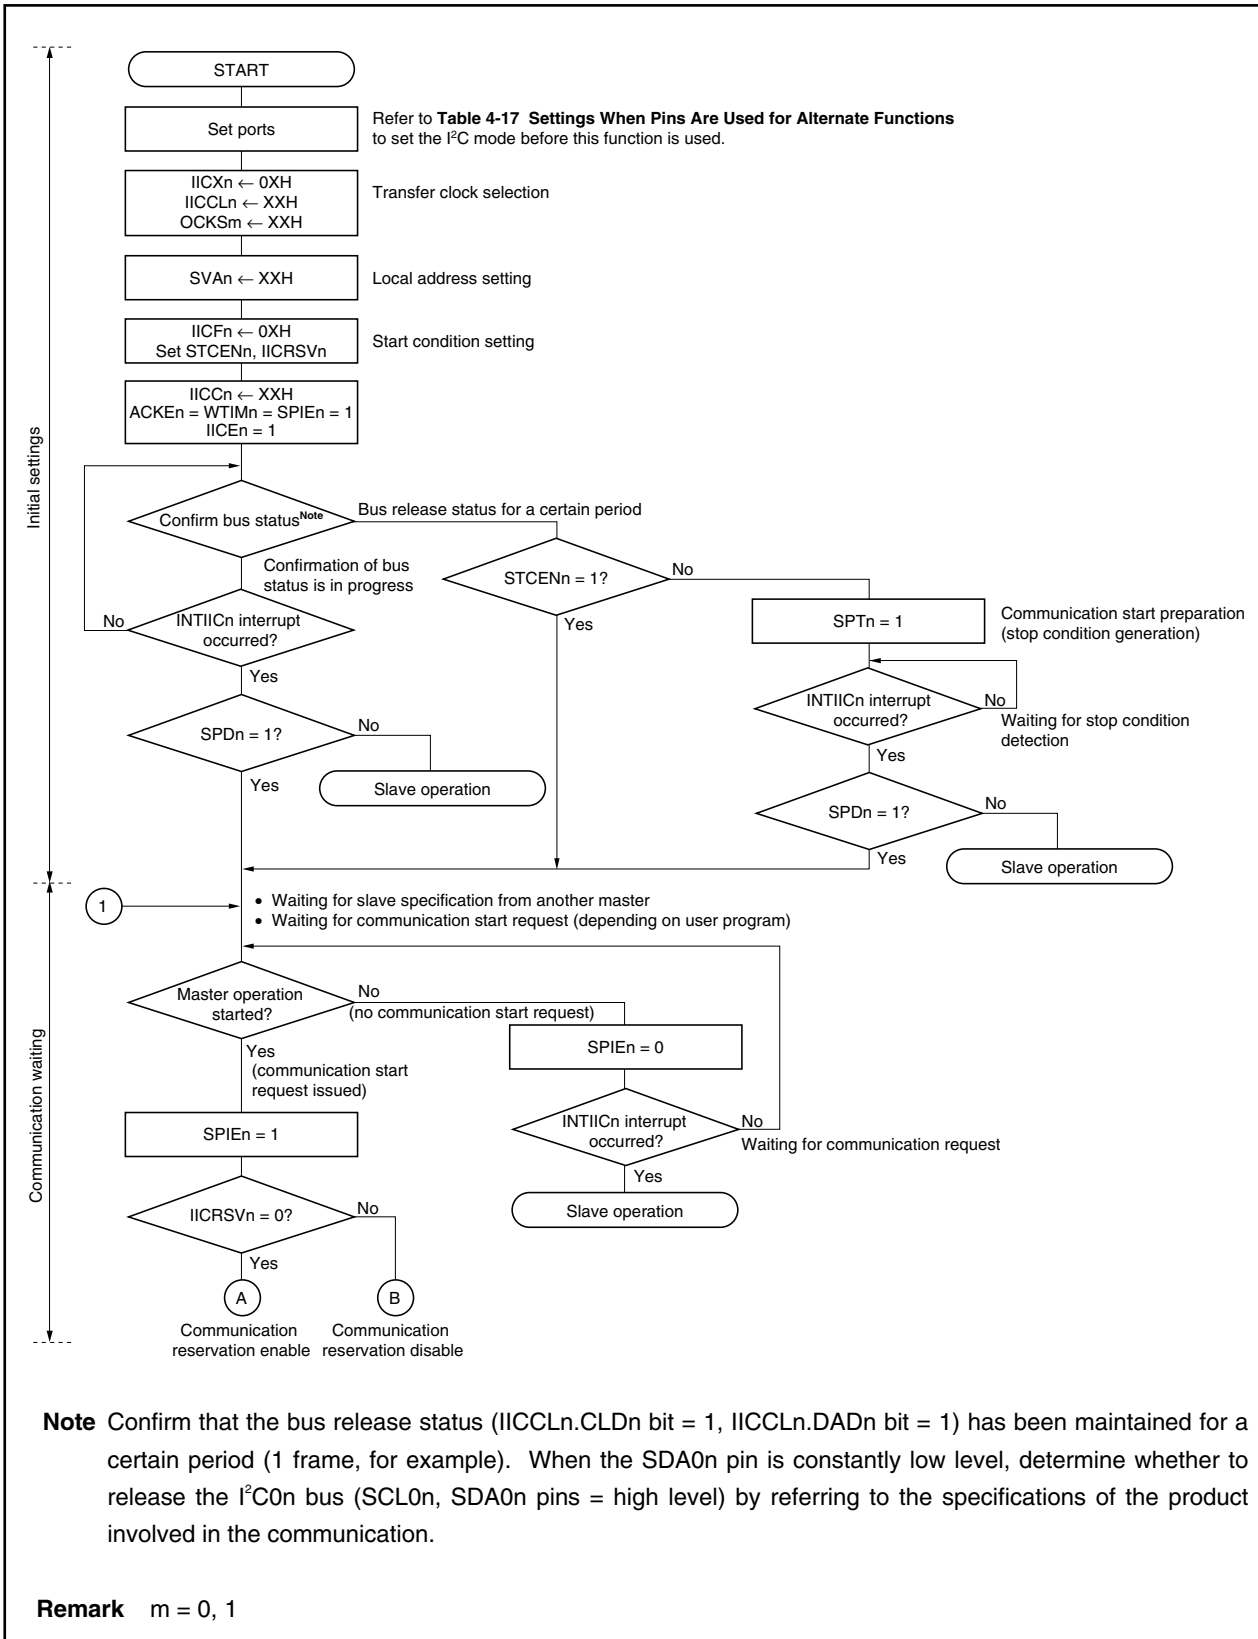 START
Set ports
Refer to Table 4-17 Settings When Pins Are Used for Alternate Functions
to set the I²C mode before this function is used.
IICXn ← 0XH
IICCLn ← XXH
OCKSm ← XXH
Transfer clock selection
SVAn ← XXH
Local address setting
IICFn ← 0XH
Set STCENn, IICRSVn
Start condition setting
IICCn ← XXH
ACKEn = WTIMn = SPIEn = 1
IICEn = 1
Initial settings
Confirm bus statusNote
Bus release status for a certain period
Confirmation of bus
status is in progress
STCENn = 1?
No
Yes
INTIICn interrupt
occurred?
No
Yes
SPTn = 1
Communication start preparation
(stop condition generation)
INTIICn interrupt
occurred?
No
Waiting for stop condition
detection
Yes
SPDn = 1?
No
Yes
Slave operation
SPDn = 1?
No
Yes
Slave operation
1
• Waiting for slave specification from another master
• Waiting for communication start request (depending on user program)
Communication waiting
Master operation
started?
No
(no communication start request)
Yes
(communication start
request issued)
SPIEn = 0
SPIEn = 1
INTIICn interrupt
occurred?
No
Waiting for communication request
Yes
Slave operation
IICRSVn = 0?
No
Yes
A
B
Communication
reservation enable
Communication
reservation disable
Note Confirm that the bus release status (IICCLn.CLDn bit = 1, IICCLn.DADn bit = 1) has been maintained for a
certain period (1 frame, for example). When the SDA0n pin is constantly low level, determine whether to
release the I²C0n bus (SCL0n, SDA0n pins = high level) by referring to the specifications of the product
involved in the communication.
Remark m = 0, 1